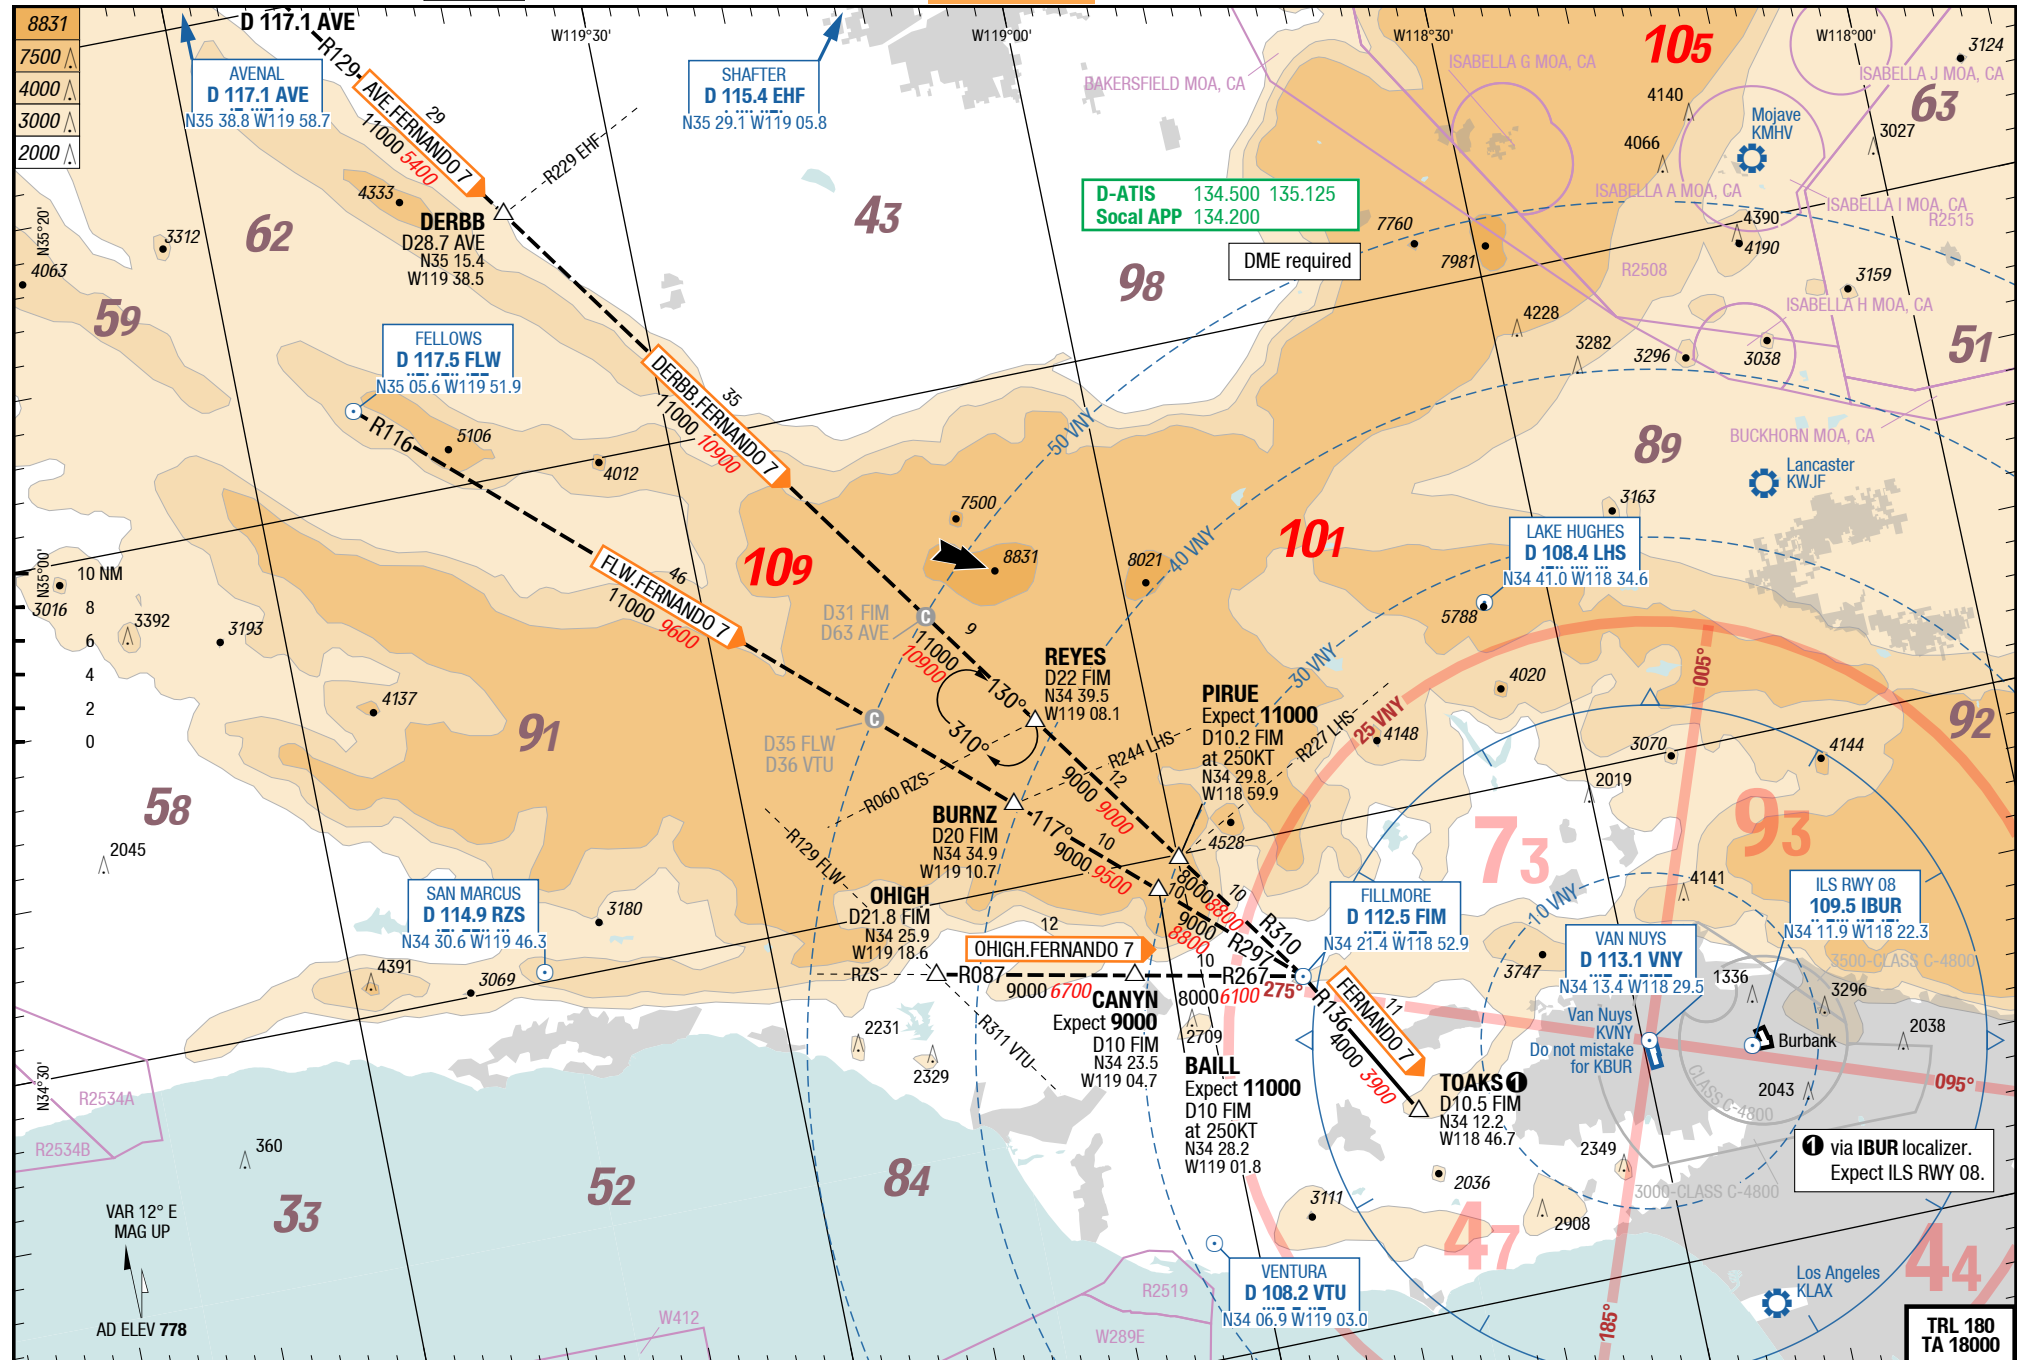 8831
7500
4000
3000
2000
D 117.1 AVE
R129
AVENAL
D 117.1 AVE
N35 38.8 W119 58.7
AVE.FERNANDO 7
29
11000 5400
W119°30'
SHAFTER
D 115.4 EHF
N35 29.1 W119 05.8
W119°00'
W118°30'
W118°00'
BAKERSFIELD MOA, CA
ISABELLA G MOA, CA
105
ISABELLA J MOA, CA
3124
63
4140
Mojave
KMHV
3027
4066
ISABELLA A MOA, CA
ISABELLA I MOA, CA
R2515
4390
4190
R2508
3159
ISABELLA H MOA, CA
R229 EHF
4333
DERBB
D28.7 AVE
N35 15.4
W119 38.5
62
43
98
D-ATIS 134.500 135.125
Socal APP 134.200
DME required
7760
7981
N35°20'
3312
4063
59
4228
3282
3296
3038
51
FELLOWS
D 117.5 FLW
N35 05.6 W119 51.9
R116
5106
4012
DERBB.FERNANDO 7
35
11000 10900
50 VNY
89
BUCKHORN MOA, CA
Lancaster
KWJF
3163
7500
8831
8021
40 VNY
101
109
LAKE HUGHES
D 108.4 LHS
N34 41.0 W118 34.6
5788
FLW.FERNANDO 7
46
11000 9600
N35°00'
10 NM
8
6
4
2
0
3016
3392
3193
4137
91
58
2045
C
D31 FIM
D63 AVE
9
11000
10900
130°
310°
REYES
D22 FIM
N34 39.5
W119 08.1
C
D35 FLW
D36 VTU
R060 RZS
R244 LHS
30 VNY
R227 LHS
25 VNY
005°
PIRUE
Expect 11000
D10.2 FIM
at 250KT
N34 29.8
W118 59.9
4020
4148
3070
2019
4144
92
12
9000 9000
BURNZ
D20 FIM
N34 34.9
W119 10.7
117°
10
9000 9500
R129 FLW
4528
73
93
SAN MARCUS
D 114.9 RZS
N34 30.6 W119 46.3
3180
4391
3069
OHIGH
D21.8 FIM
N34 25.9
W119 18.6
12
OHIGH.FERNANDO 7
RZS
R087
9000 6700
R311 VTU
10
8000
8800
R310
10
9000
8800
R297
10
R267
8000 6100
275°
CANYN
Expect 9000
D10 FIM
N34 23.5
W119 04.7
2709
BAILL
Expect 11000
D10 FIM
at 250KT
N34 28.2
W119 01.8
FILLMORE
D 112.5 FIM
N34 21.4 W118 52.9
FERNANDO 7
11
R136
4000 3900
TOAKS 1
D10.5 FIM
N34 12.2
W118 46.7
10 VNY
3747
4141
VAN NUYS
D 113.1 VNY
N34 13.4 W118 29.5
Van Nuys
KVNY
Do not mistake
for KBUR
ILS RWY 08
109.5 IBUR
N34 11.9 W118 22.3
3500-CLASS C-4800
1336
3296
2038
Burbank
2043
CLASS C-4800
095°
1 via IBUR localizer.
Expect ILS RWY 08.
2349
3000-CLASS C-4800
2036
2908
3111
47
44
2231
2329
N34°30'
R2534A
R2534B
360
52
84
33
VAR 12° E
MAG UP
AD ELEV 778
W412
R2519
W289E
VENTURA
D 108.2 VTU
N34 06.9 W119 03.0
185°
Los Angeles
KLAX
TRL 180
TA 18000